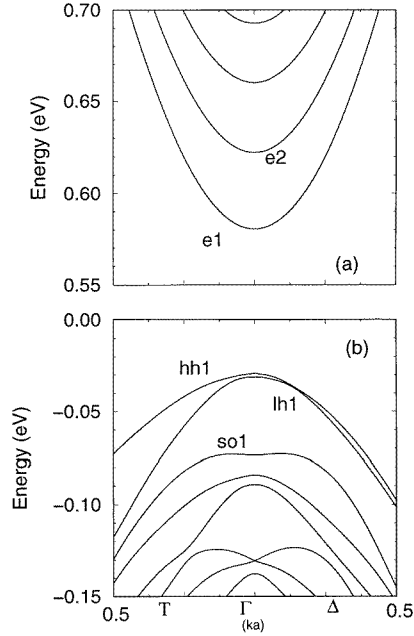 0.70
0.65
0.60
0.55
Energy (eV)
e2
e1
(a)
0.00
−0.05
−0.10
−0.15
Energy (eV)
(b)
hh1
lh1
so1
0.5 T Γ Δ 0.5
(ka)